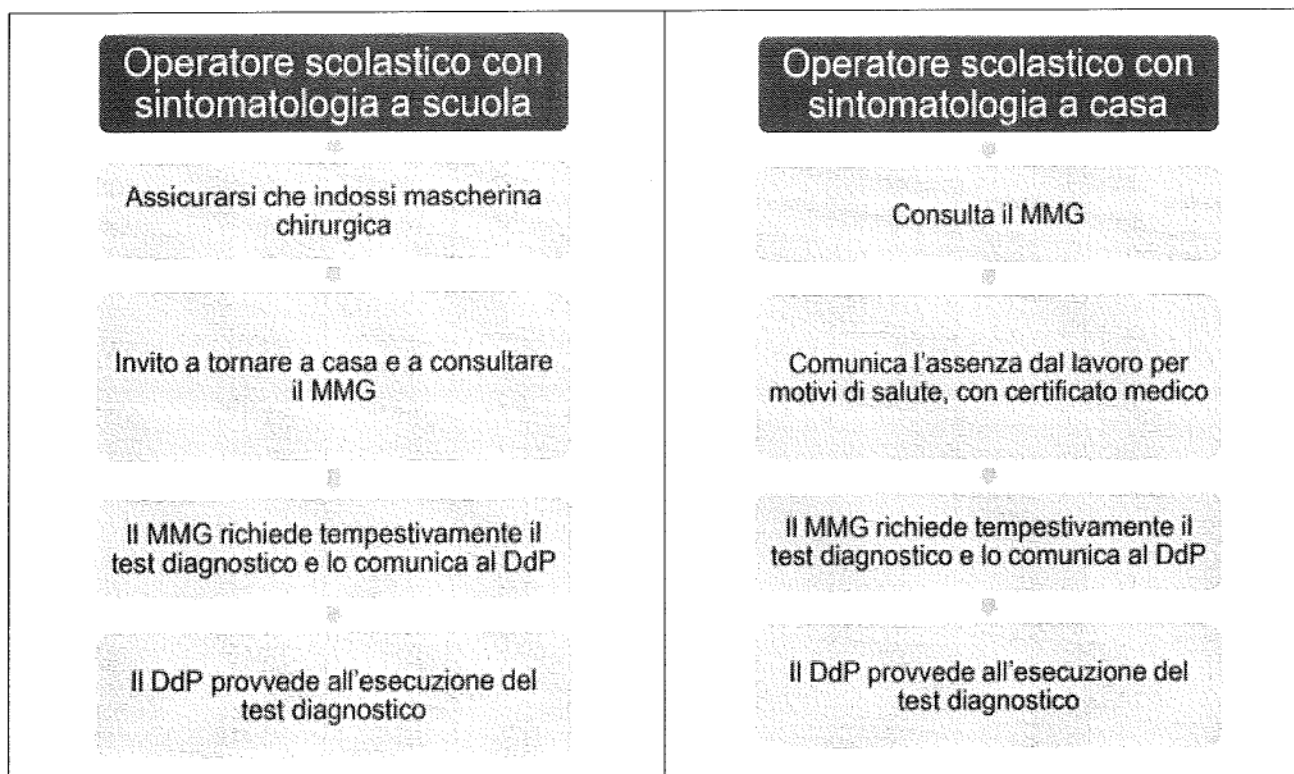 Operatore scolastico con
sintomatologia a scuola
Assicurarsi che indossi mascherina
chirurgica
Invito a tornare a casa e a consultare
il MMG
Il MMG richiede tempestivamente il
test diagnostico e lo comunica al DdP
Il DdP provvede all'esecuzione del
test diagnostico
Operatore scolastico con
sintomatologia a casa
Consulta il MMG
Comunica l'assenza dal lavoro per
motivi di salute, con certificato medico
Il MMG richiede tempestivamente il
test diagnostico e lo comunica al DdP
Il DdP provvede all'esecuzione del
test diagnostico